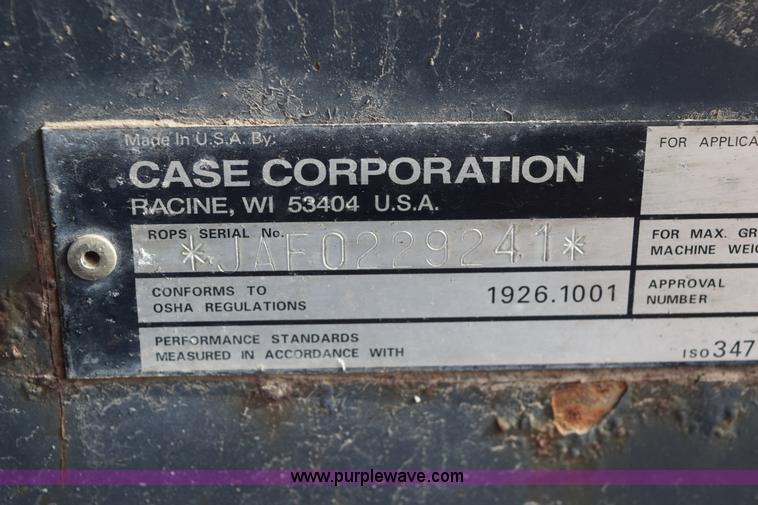 Made In U.S.A. By:
CASE CORPORATION
RACINE, WI 53404 U.S.A.
FOR APPLICA
ROPS SERIAL No.
*JAF0229241*
FOR MAX. GR
MACHINE WEI
CONFORMS TO
OSHA REGULATIONS
1926.1001
APPROVAL
NUMBER
PERFORMANCE STANDARDS
MEASURED IN ACCORDANCE WITH
ISO 347
www.purplewave.com